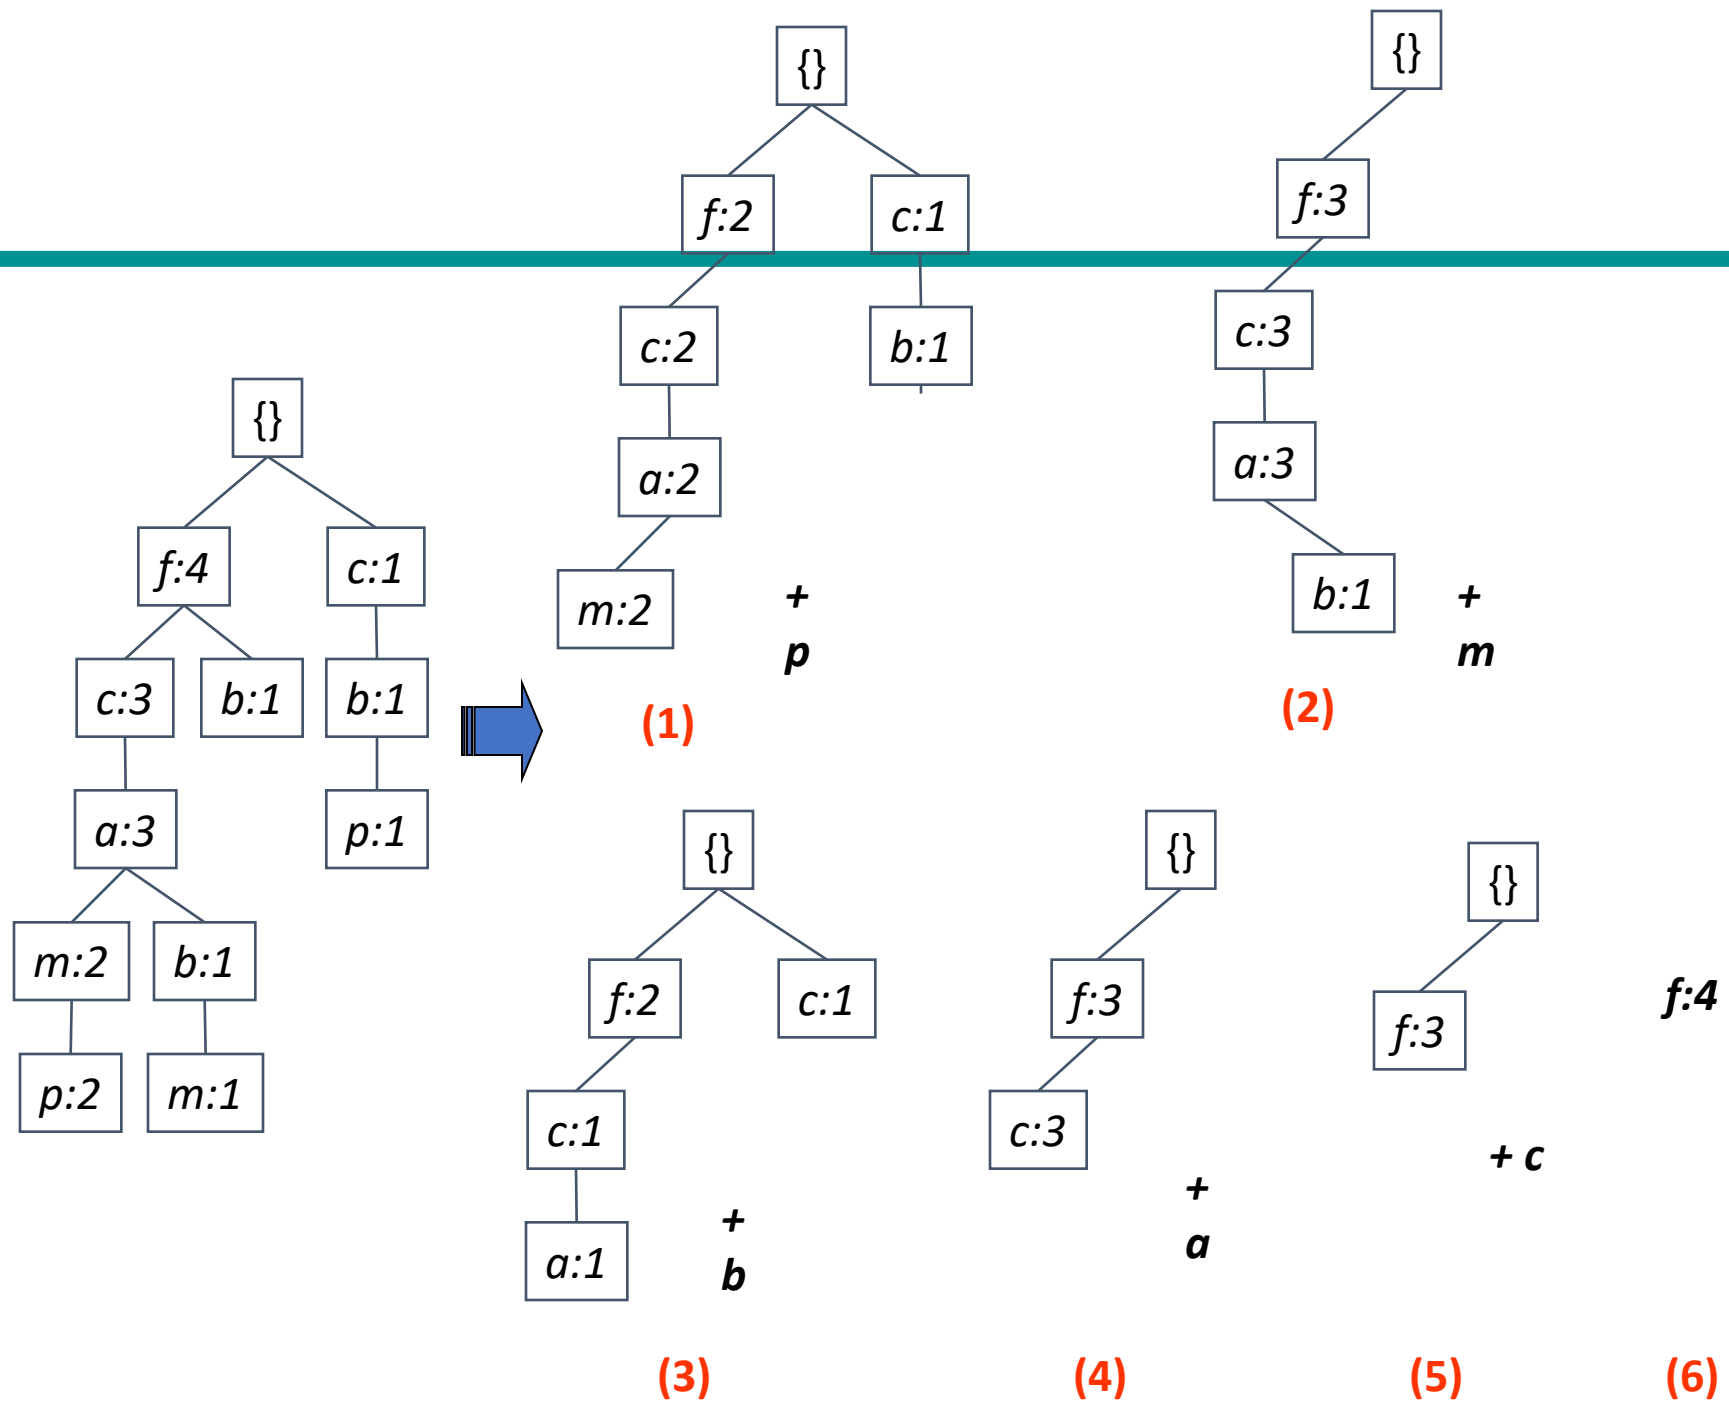 {}
f:4
c:1
c:3
b:1
b:1
a:3
p:1
m:2
b:1
p:2
m:1
{}
f:2
c:1
c:2
b:1
a:2
m:2
+
p
(1)
{}
f:3
c:3
a:3
b:1
+
m
(2)
{}
f:2
c:1
c:1
a:1
+
b
(3)
{}
f:3
c:3
+
a
(4)
{}
f:3
+ c
(5)
f:4
(6)